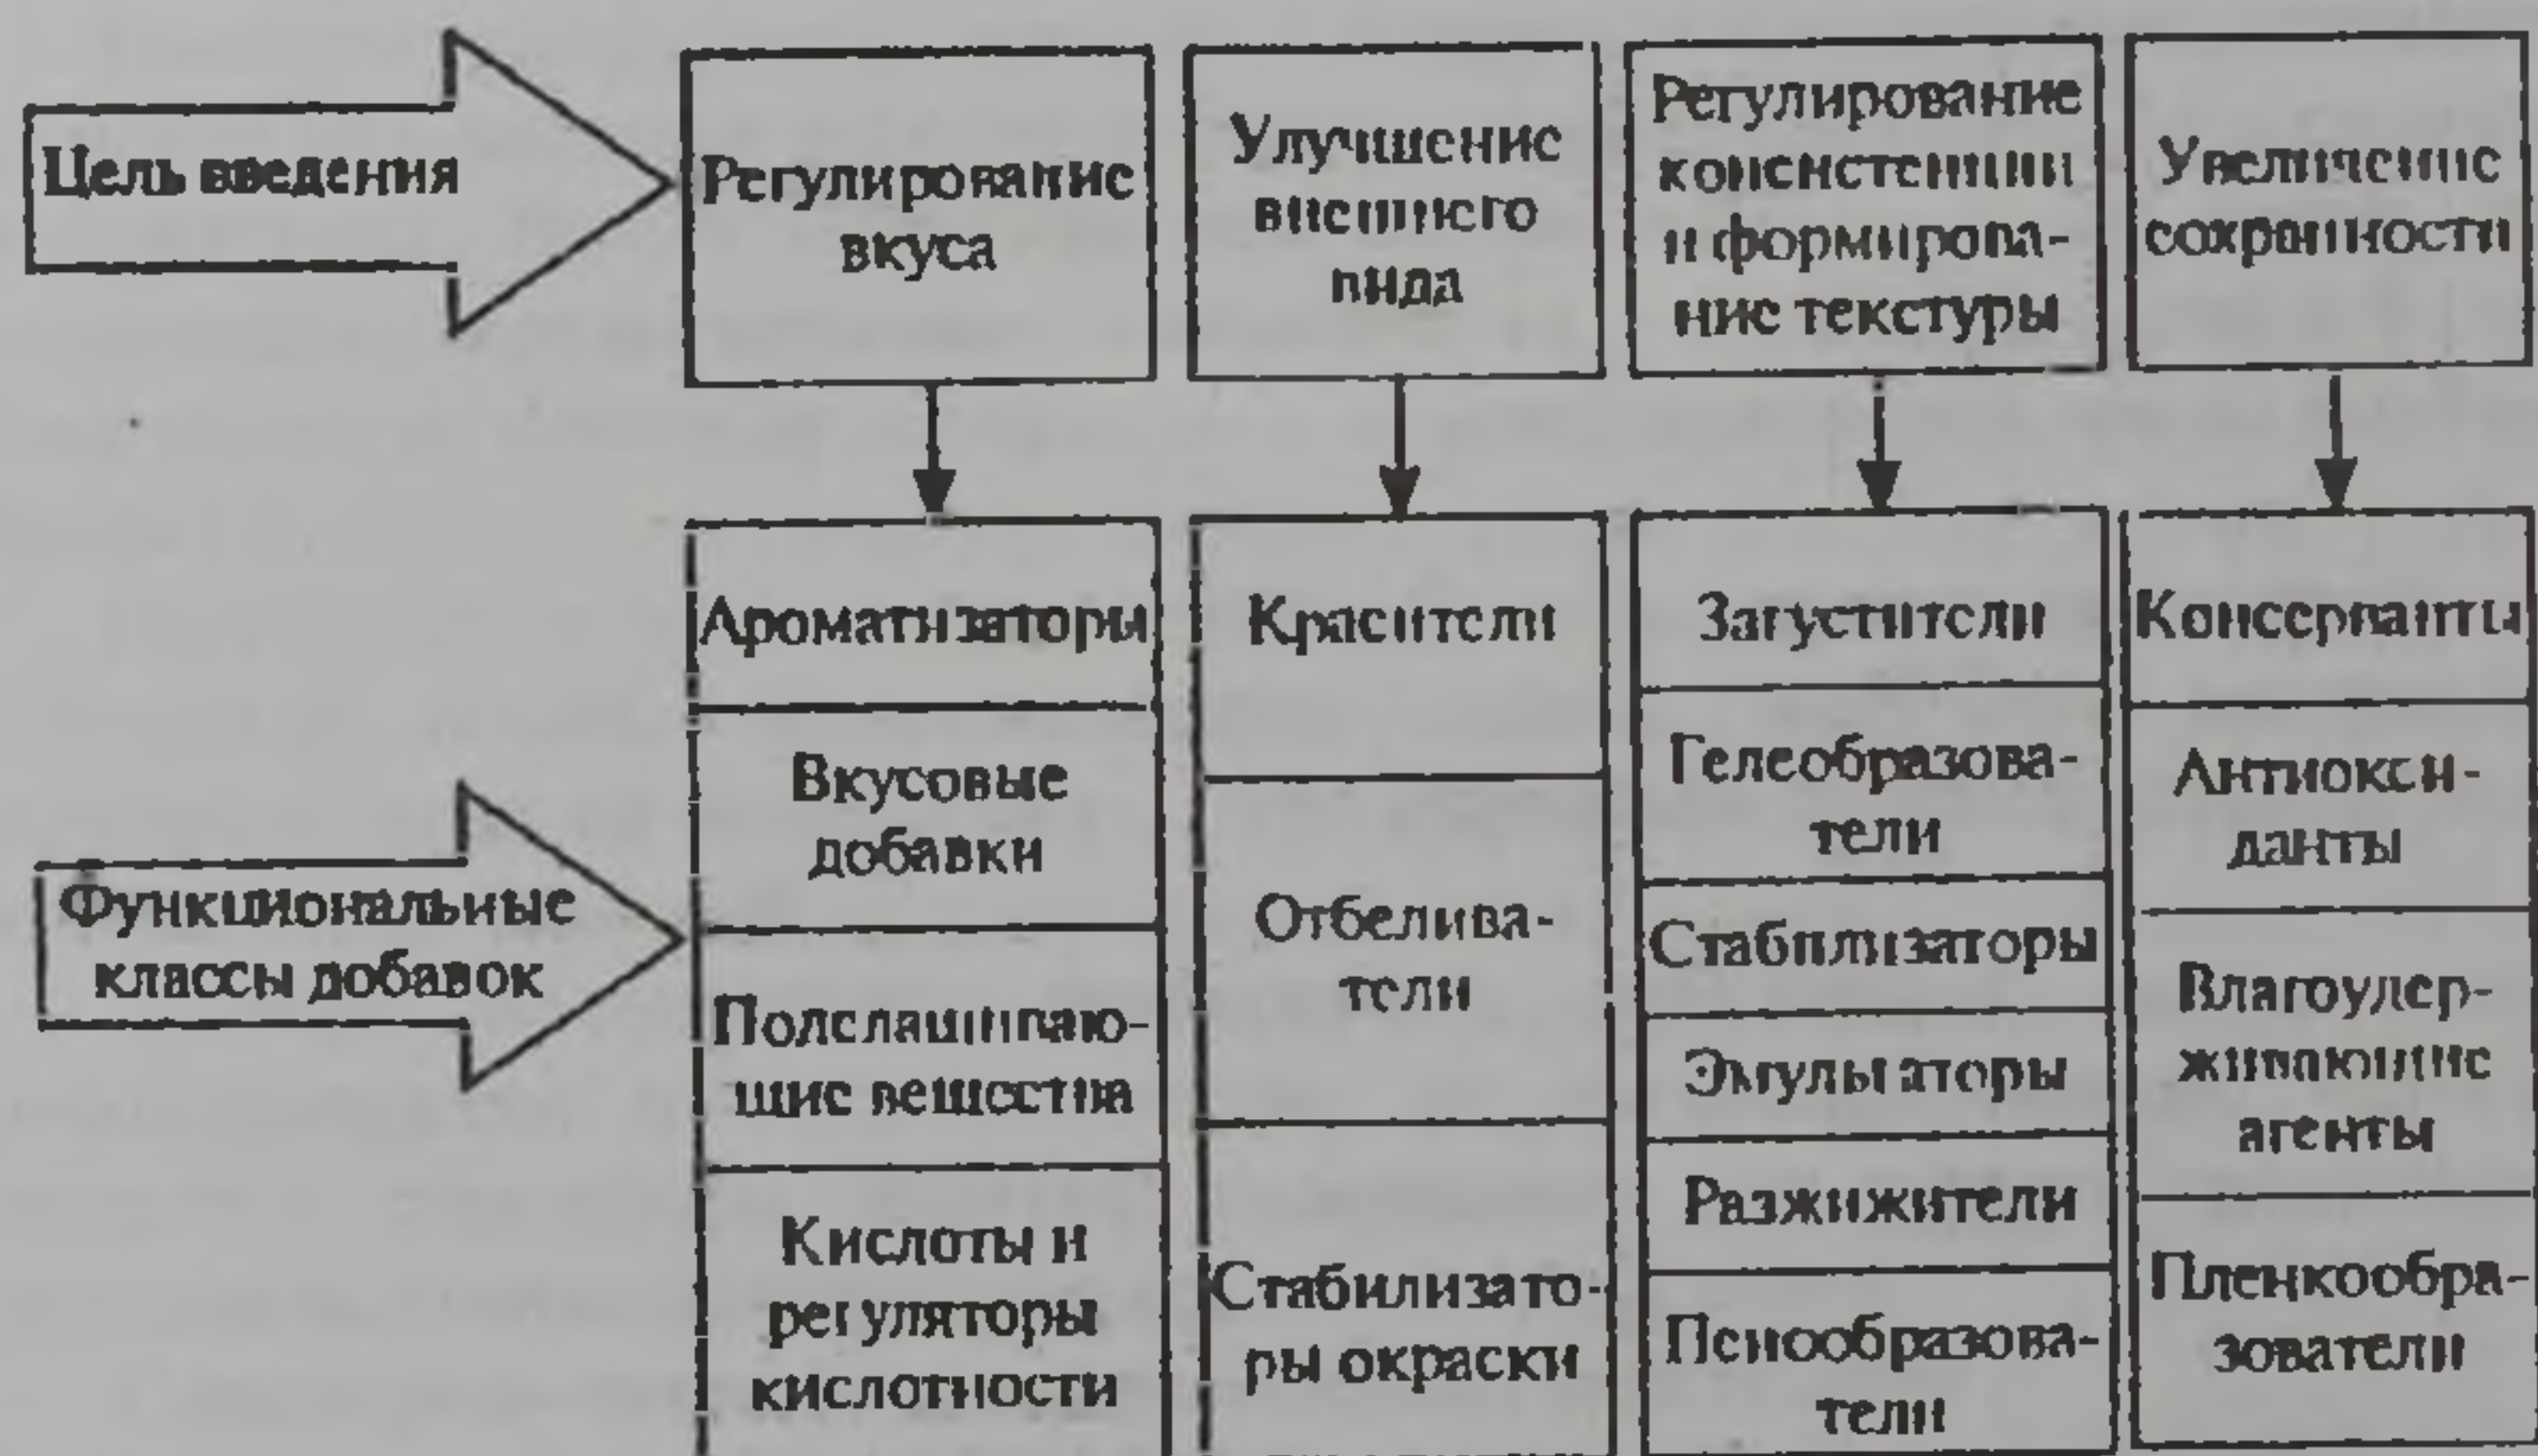 Цель введения
Регулирование
вкуса
Улучшение
внешнего
вида
Регулирование
консистенции
и формирова-
ние текстуры
Увеличение
сохранности
Функциональные
классы добавок
Ароматизаторы
Вкусовые
добавки
Подслащиваю-
щие вещества
Кислоты и
регуляторы
кислотности
Красители
Отбелива-
тели
Стабилизато-
ры окраски
Загустители
Гелеобразова-
тели
Стабилизаторы
Эмульгаторы
Разжижители
Пенообразова-
тели
Консерванты
Антиокси-
данты
Влагоудер-
живающие
агенты
Пленкообра-
зователи